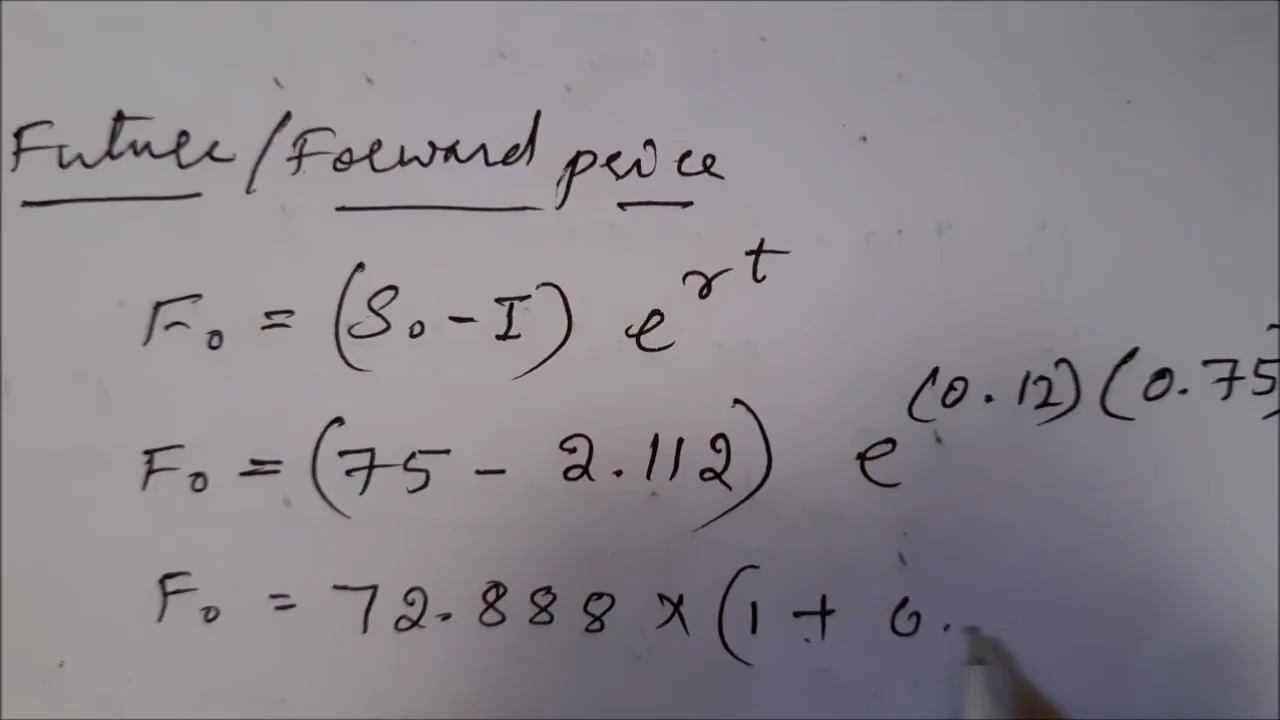 Future/Forward price
F₀ = (S₀ - I) e^rt
F₀ = (75 - 2.112) e^(0.12)(0.75)
F₀ = 72.888 × (1 + 0.